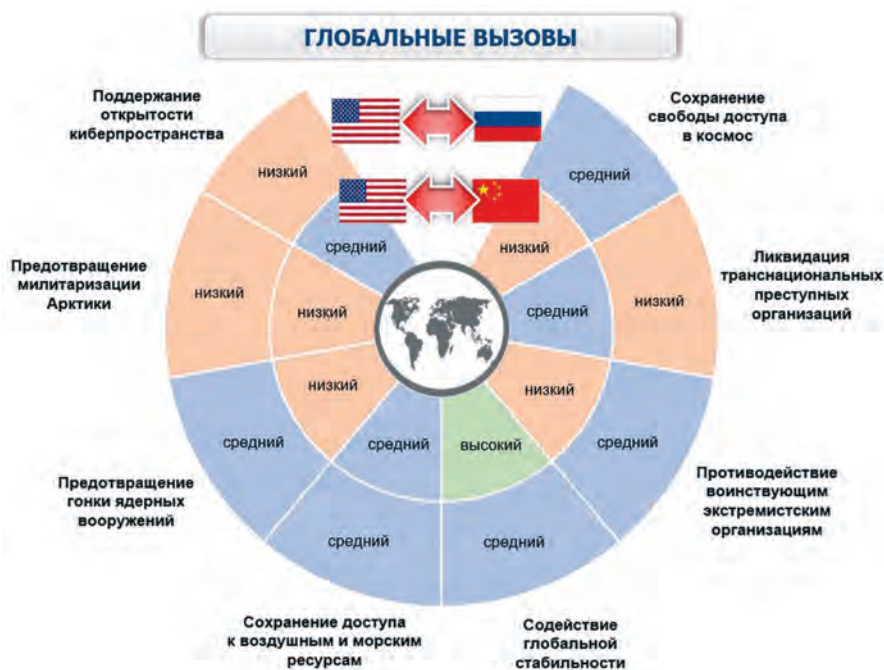 ГЛОБАЛЬНЫЕ ВЫЗОВЫ
Поддержание
открытости
киберпространства
Сохранение
свободы доступа
в космос
низкий
средний
средний
низкий
Предотвращение
милитаризации
Арктики
низкий
низкий
средний
низкий
Ликвидация
транснациональных
преступных
организаций
низкий
низкий
средний
средний
высокий
средний
Предотвращение
гонки ядерных
вооружений
Противодействие
воинствующим
экстремистским
организациям
средний
средний
Сохранение доступа
к воздушным и морским
ресурсам
Содействие
глобальной
стабильности